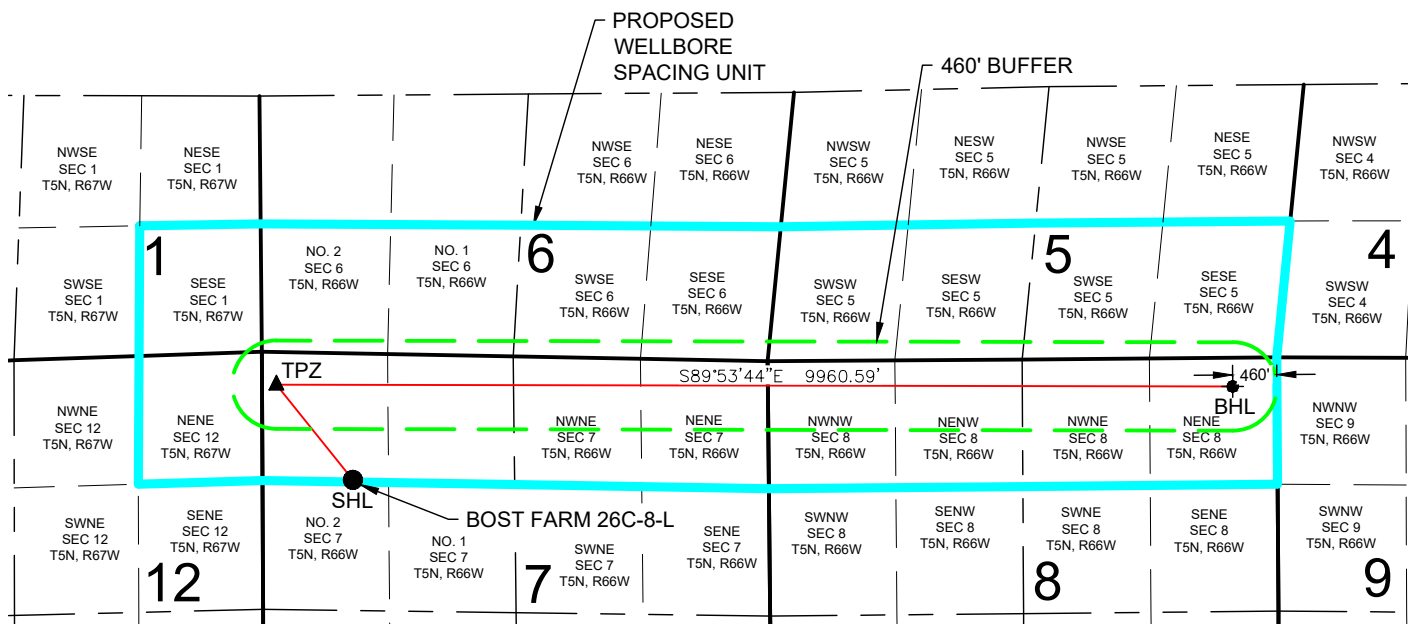 PROPOSED
WELLBORE
SPACING UNIT
460' BUFFER
NWSE
SEC 1
T5N, R67W
NESE
SEC 1
T5N, R67W
NWSE
SEC 6
T5N, R66W
NESE
SEC 6
T5N, R66W
NWSW
SEC 5
T5N, R66W
NESW
SEC 5
T5N, R66W
NWSE
SEC 5
T5N, R66W
NESE
SEC 5
T5N, R66W
NWSW
SEC 4
T5N, R66W
1
6
5
4
SWSE
SEC 1
T5N, R67W
SESE
SEC 1
T5N, R67W
NO. 2
SEC 6
T5N, R66W
NO. 1
SEC 6
T5N, R66W
SWSE
SEC 6
T5N, R66W
SESE
SEC 6
T5N, R66W
SWSW
SEC 5
T5N, R66W
SESW
SEC 5
T5N, R66W
SWSE
SEC 5
T5N, R66W
SESE
SEC 5
T5N, R66W
SWSW
SEC 4
T5N, R66W
TPZ
S89°53'44"E 9960.59'
460'
BHL
NWNE
SEC 12
T5N, R67W
NENE
SEC 12
T5N, R67W
NWNE
SEC 7
T5N, R66W
NENE
SEC 7
T5N, R66W
NWNW
SEC 8
T5N, R66W
NENW
SEC 8
T5N, R66W
NWNE
SEC 8
T5N, R66W
NENE
SEC 8
T5N, R66W
NWNW
SEC 9
T5N, R66W
SHL
BOST FARM 26C-8-L
SWNE
SEC 12
T5N, R67W
SENE
SEC 12
T5N, R67W
NO. 2
SEC 7
T5N, R66W
NO. 1
SEC 7
T5N, R66W
SWNE
SEC 7
T5N, R66W
SENE
SEC 7
T5N, R66W
SWNW
SEC 8
T5N, R66W
SENW
SEC 8
T5N, R66W
SWNE
SEC 8
T5N, R66W
SENE
SEC 8
T5N, R66W
SWNW
SEC 9
T5N, R66W
12
7
8
9